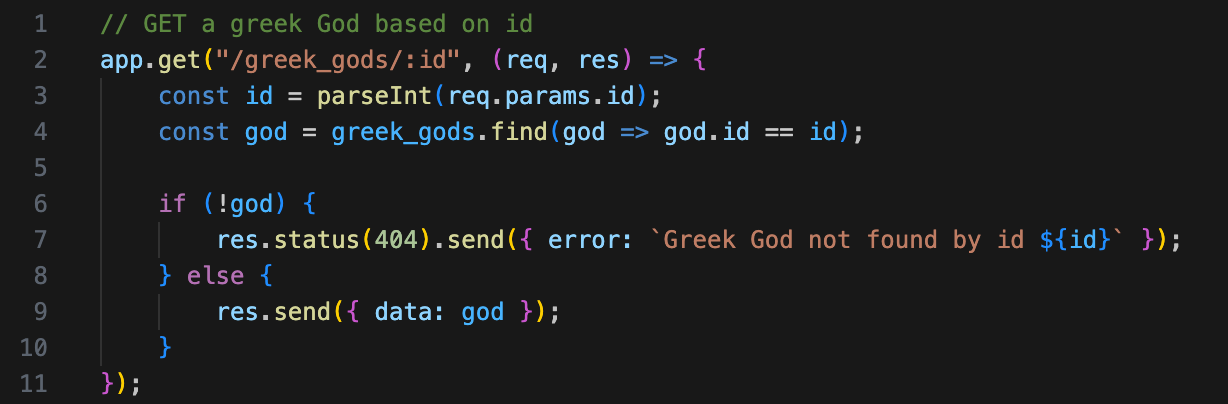 1 // GET a greek God based on id
2 app.get("/greek_gods/:id", (req, res) => {
3     const id = parseInt(req.params.id);
4     const god = greek_gods.find(god => god.id == id);
5
6     if (!god) {
7         res.status(404).send({ error: `Greek God not found by id ${id}` });
8     } else {
9         res.send({ data: god });
10     }
11 });